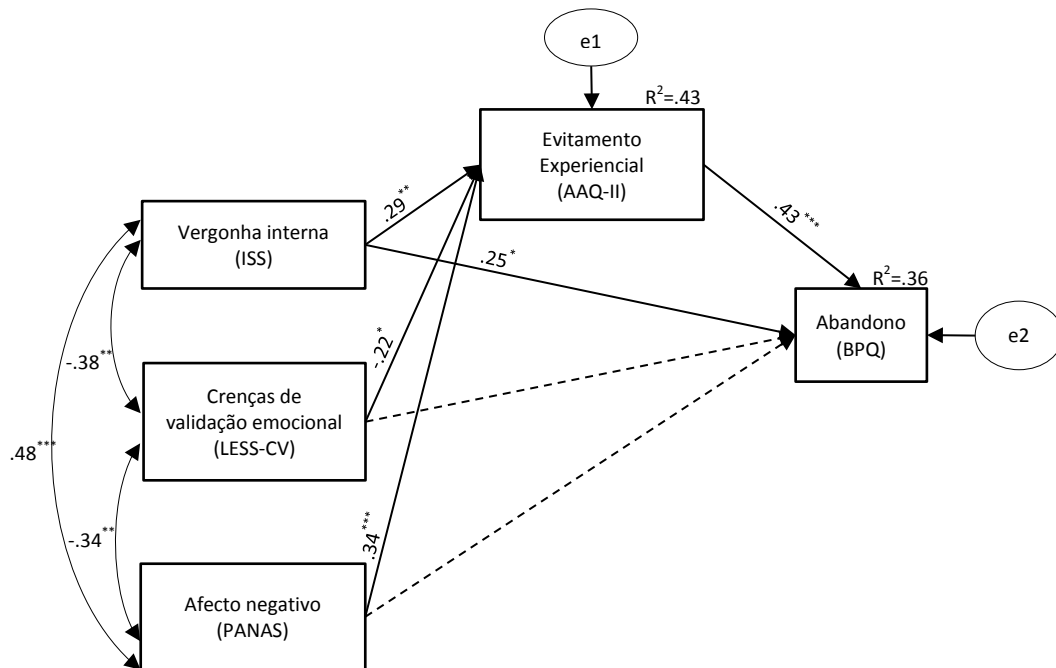 e1
R²=.43
Evitamento
Experiencial
(AAQ-II)
.29**
.43***
Vergonha interna
(ISS)
.25*
R²=.36
Abandono
(BPQ)
e2
-.38**
-.22*
Crenças de
validação emocional
(LESS-CV)
.48***
-.34**
.34***
Afecto negativo
(PANAS)